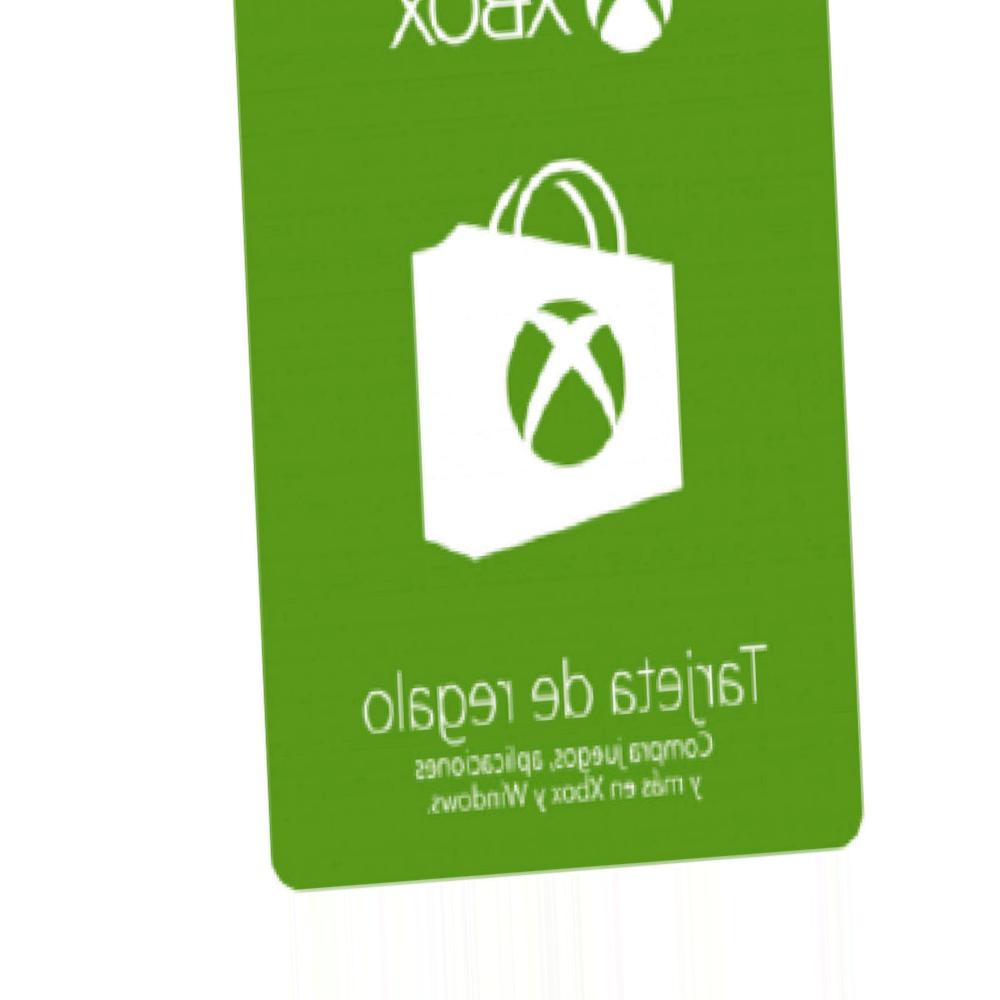 XBOX
Tarjeta de regalo
Compra juegos, aplicaciones
y más en Xbox y Windows.